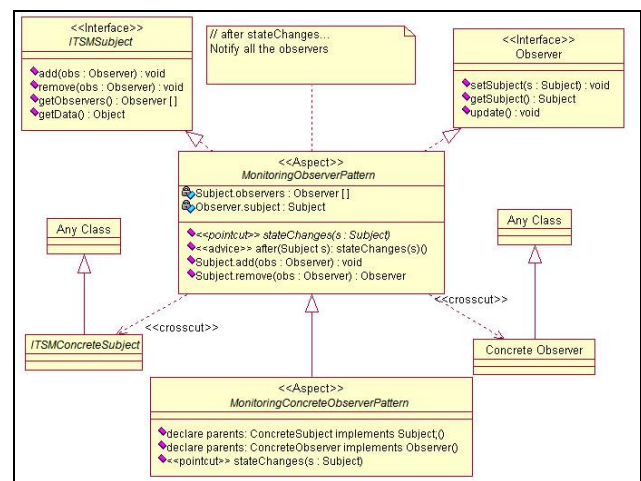 <<Interface>>
ITSMSubject
add(obs : Observer) : void
remove(obs : Observer) : void
getObservers() : Observer [ ]
getData() : Object
// after stateChanges...
Notify all the observers
<<Interface>>
Observer
setSubject(s : Subject) : void
getSubject() : Subject
update() : void
<<Aspect>>
MonitoringObserverPattern
Subject.observers : Observer [ ]
Observer.subject : Subject
<<pointcut>> stateChanges(s : Subject)
<<advice>> after(Subject s): stateChanges(s)()
Subject.add(obs : Observer) : void
Subject.remove(obs : Observer) : Observer
Any Class
Any Class
<<crosscut>>
<<crosscut>>
ITSMConcreteSubject
Concrete Observer
<<Aspect>>
MonitoringConcreteObserverPattern
declare parents: ConcreteSubject implements Subject;()
declare parents: ConcreteObserver implements Observer()
<<pointcut>> stateChanges(s : Subject)